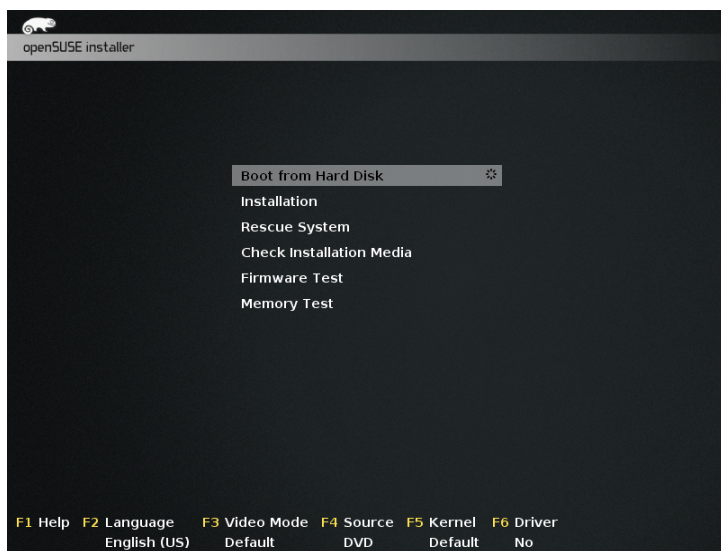 openSUSE installer
Boot from Hard Disk
Installation
Rescue System
Check Installation Media
Firmware Test
Memory Test
F1 Help F2 Language F3 Video Mode F4 Source F5 Kernel F6 Driver
English (US) Default DVD Default No